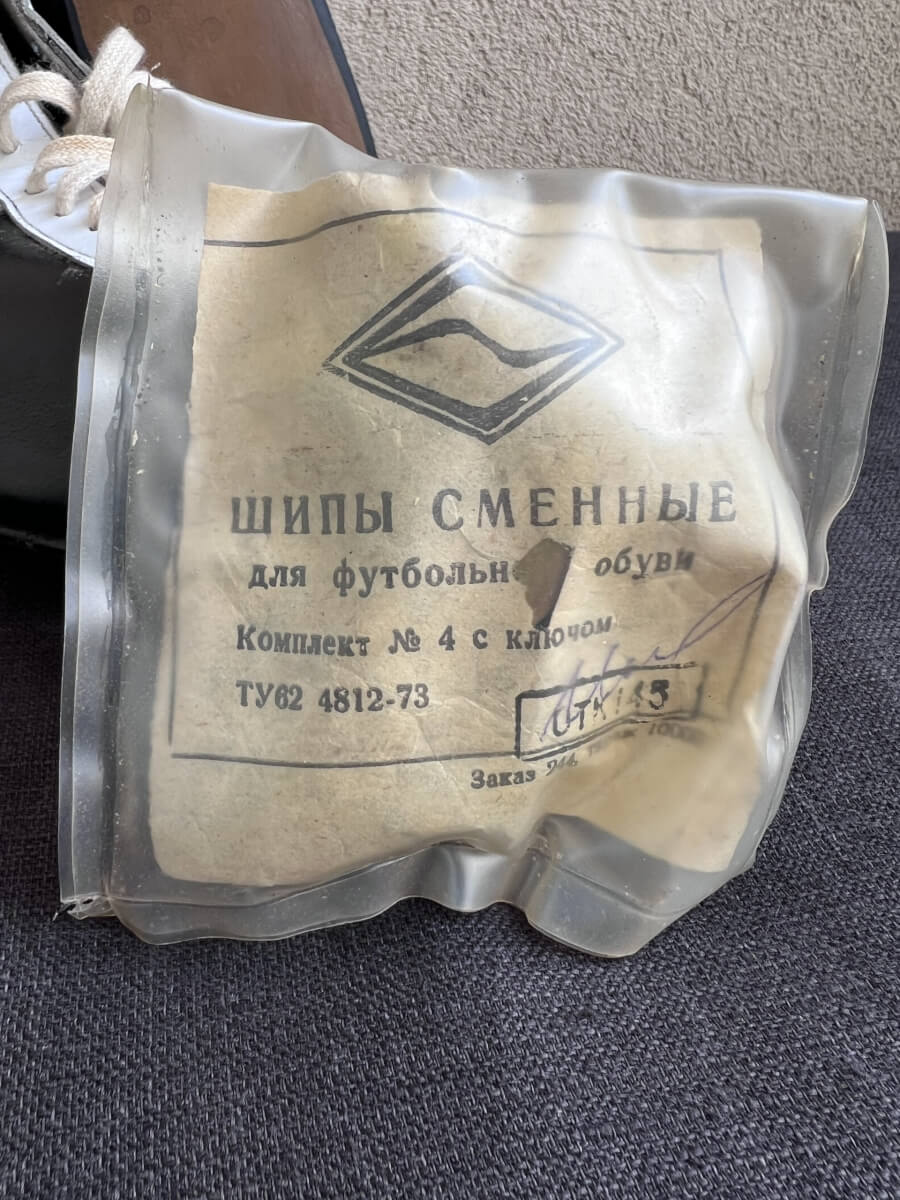 ШИПЫ СМЕННЫЕ
для футбольн обуви
Комплект № 4 с ключом
ТУ62 4812-73
ОТК 145
Заказ